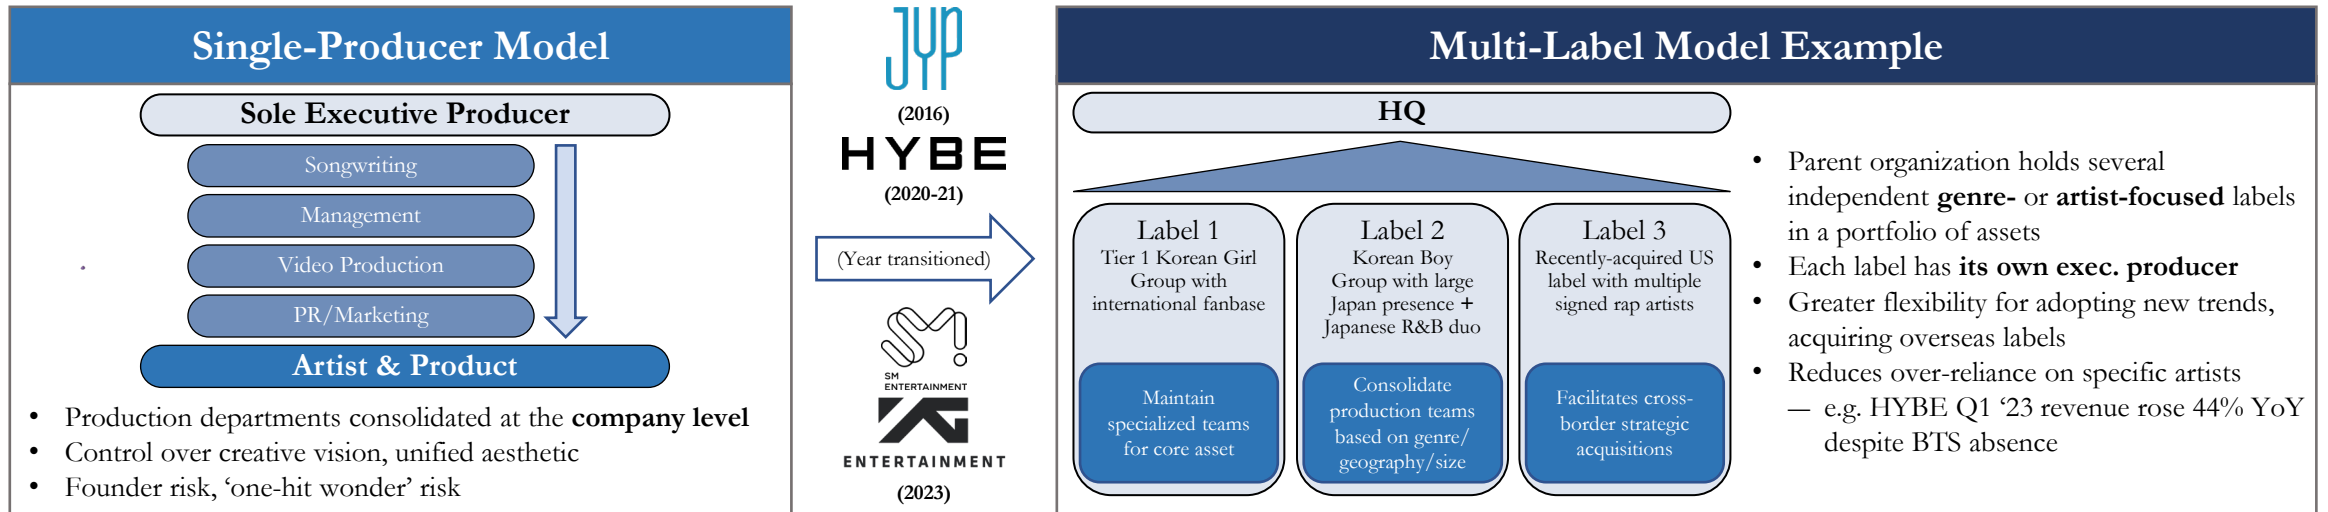 Single-Producer Model
Sole Executive Producer
Songwriting
Management
Video Production
PR/Marketing
Artist & Product
• Production departments consolidated at the company level
• Control over creative vision, unified aesthetic
• Founder risk, ‘one-hit wonder’ risk
JYP
(2016)
HYBE
(2020-21)
(Year transitioned)
SM
ENTERTAINMENT
YG
ENTERTAINMENT
(2023)
Multi-Label Model Example
HQ
Label 1
Tier 1 Korean Girl
Group with
international fanbase
Maintain
specialized teams
for core asset
Label 2
Korean Boy
Group with large
Japan presence +
Japanese R&B duo
Consolidate
production teams
based on genre/
geography/size
Label 3
Recently-acquired US
label with multiple
signed rap artists
Facilitates cross-
border strategic
acquisitions
• Parent organization holds several
independent genre- or artist-focused labels
in a portfolio of assets
• Each label has its own exec. producer
• Greater flexibility for adopting new trends,
acquiring overseas labels
• Reduces over-reliance on specific artists
— e.g. HYBE Q1 ‘23 revenue rose 44% YoY
despite BTS absence